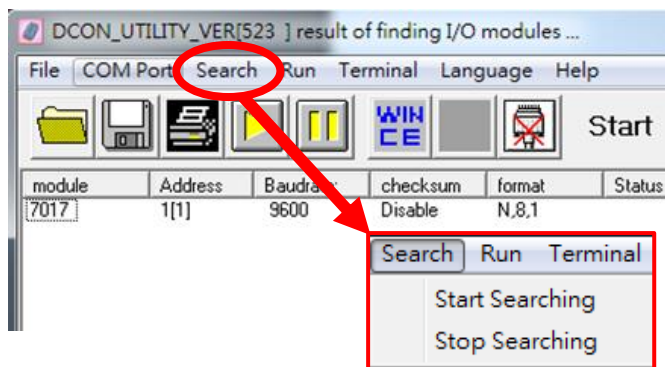 DCON_UTILITY_VER[523 ] result of finding I/O modules ...
File COM Port Search Run Terminal Language Help
WIN
CE
Start
module Address Baudrate checksum format Status
7017 1[1] 9600 Disable N,8,1
Search Run Terminal
Start Searching
Stop Searching